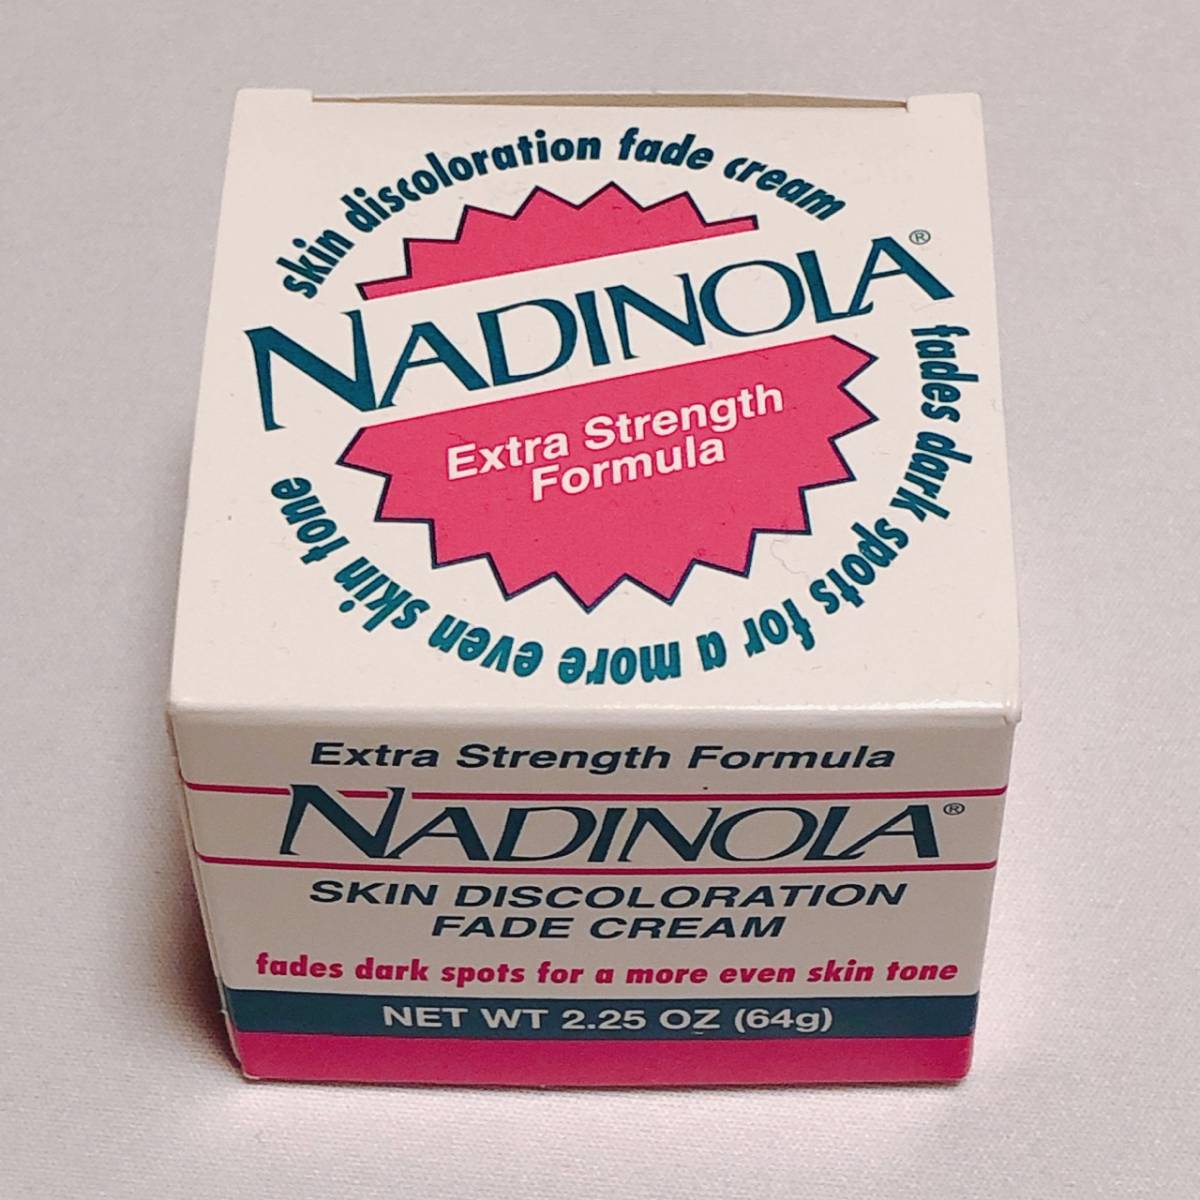 skin discoloration fade cream
NADINOLA®
Extra Strength
Formula
fades dark spots for a more even skin tone
Extra Strength Formula
NADINOLA®
SKIN DISCOLORATION
FADE CREAM
fades dark spots for a more even skin tone
NET WT 2.25 OZ (64g)